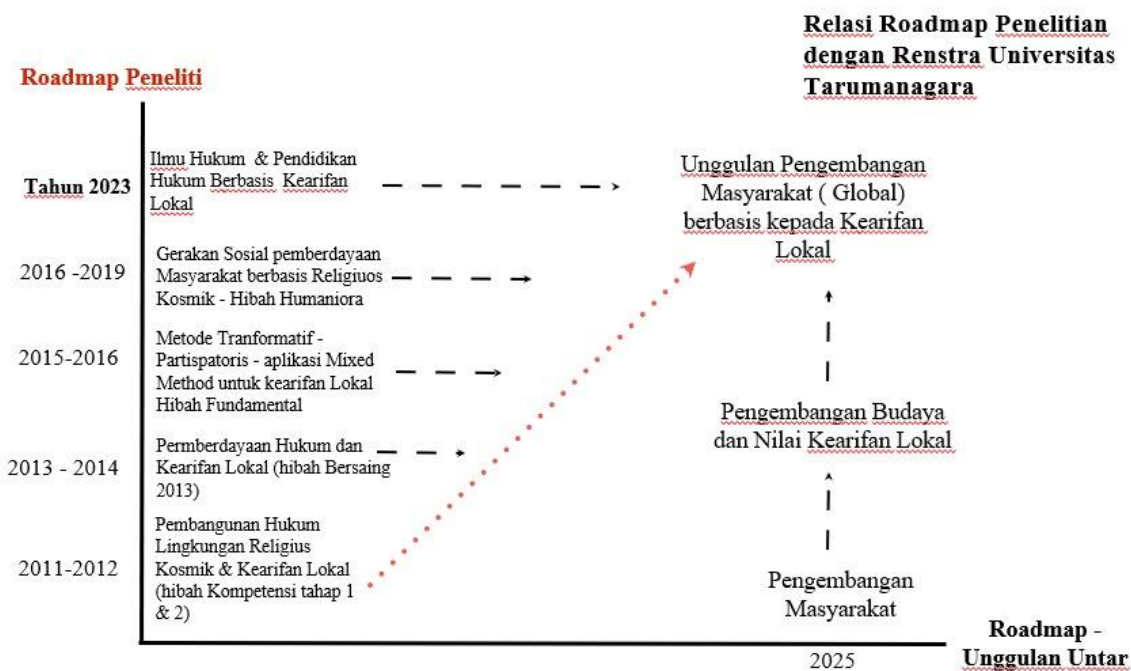 Relasi Roadmap Penelitian
dengan Renstra Universitas
Tarumanagara
Roadmap Peneliti
Tahun 2023
Ilmu Hukum & Pendidikan
Hukum Berbasis Kearifan
Lokal
Unggulan Pengembangan
Masyarakat ( Global)
berbasis kepada Kearifan
Lokal
2016 -2019
Gerakan Sosial pemberdayaan
Masyarakat berbasis Religiuos
Kosmik - Hibah Humaniora
2015-2016
Metode Tranformatif -
Partispatoris - aplikasi Mixed
Method untuk kearifan Lokal
Hibah Fundamental
Pengembangan Budaya
dan Nilai Kearifan Lokal
2013 - 2014
Permberdayaan Hukum dan
Kearifan Lokal (hibah Bersaing
2013)
2011-2012
Pembangunan Hukum
Lingkungan Religius
Kosmik & Kearifan Lokal
(hibah Kompetensi tahap 1
& 2)
Pengembangan
Masyarakat
2025
Roadmap -
Unggulan Untar